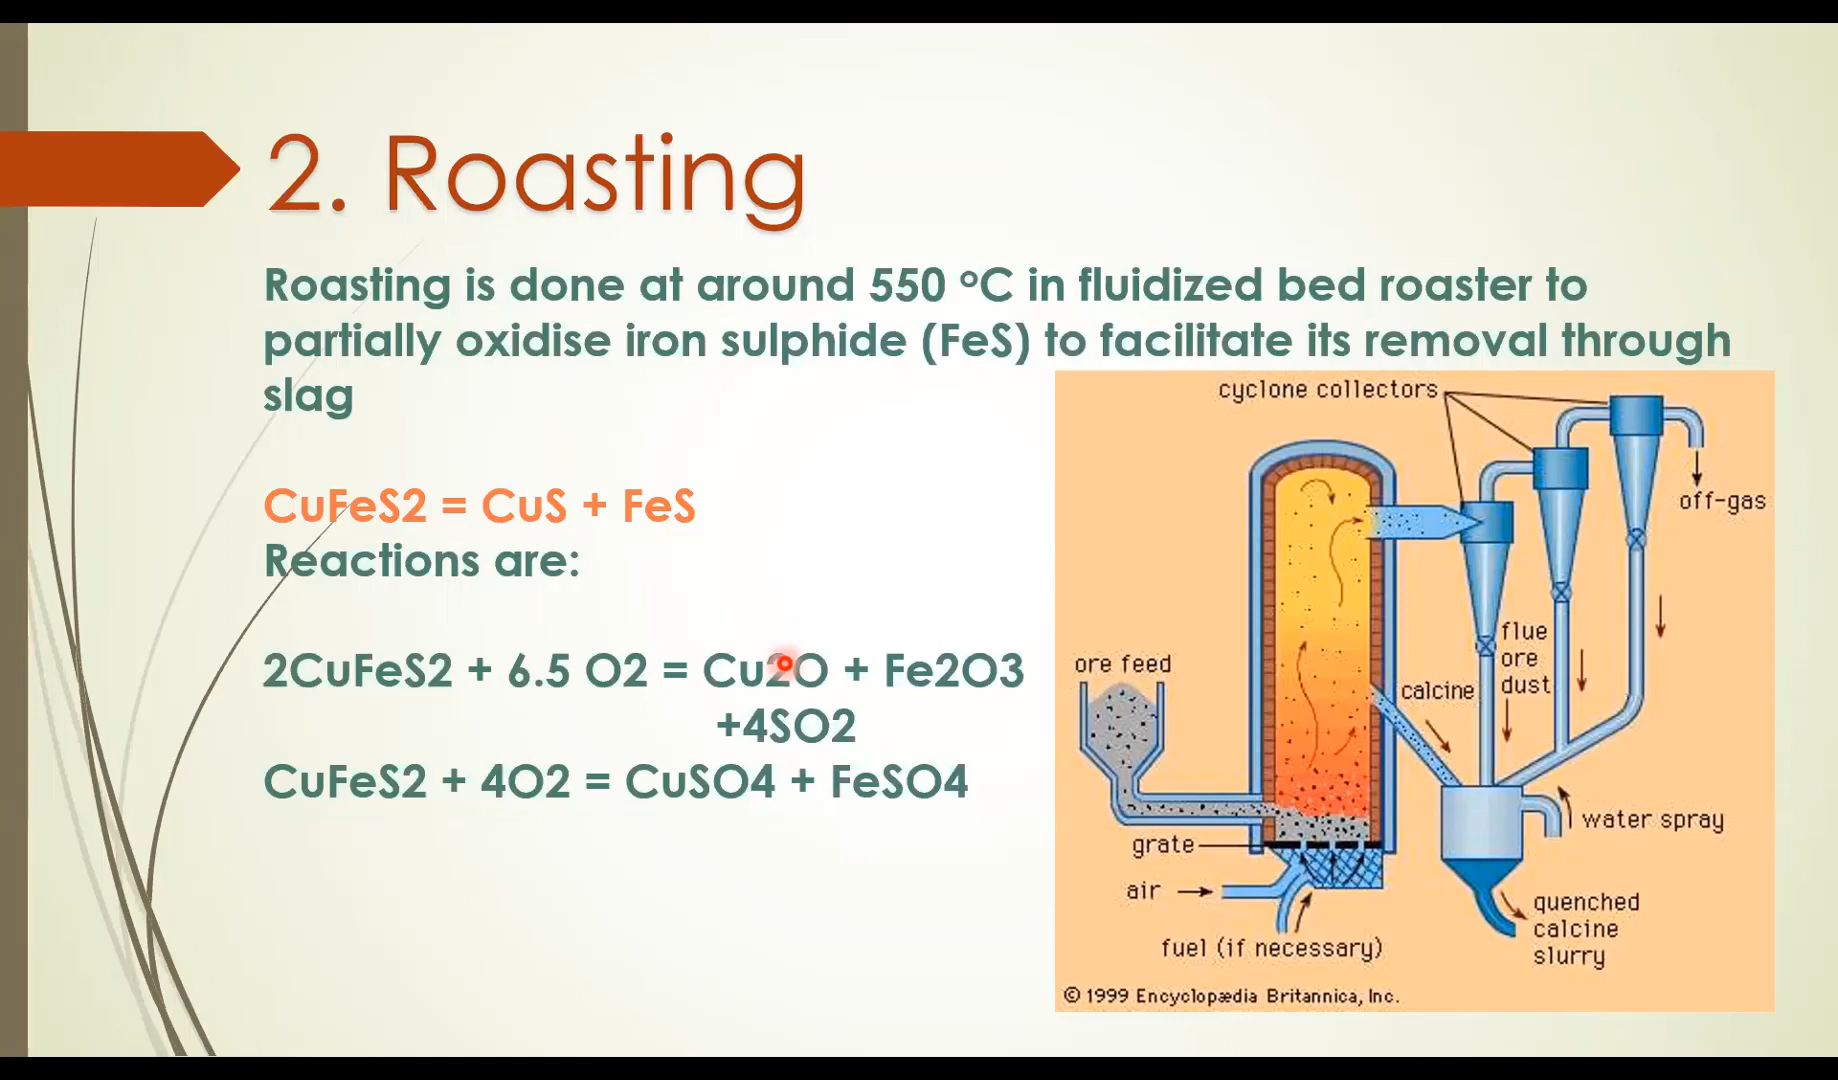 2. Roasting
Roasting is done at around 550 °C in fluidized bed roaster to
partially oxidise iron sulphide (FeS) to facilitate its removal through
slag
CuFeS2 = CuS + FeS
Reactions are:
2CuFeS2 + 6.5 O2 = Cu2O + Fe2O3
+4SO2
CuFeS2 + 4O2 = CuSO4 + FeSO4
cyclone collectors
off-gas
flue
ore
dust
ore feed
calcine
water spray
grate
air
quenched
calcine
slurry
fuel (if necessary)
© 1999 Encyclopædia Britannica, Inc.